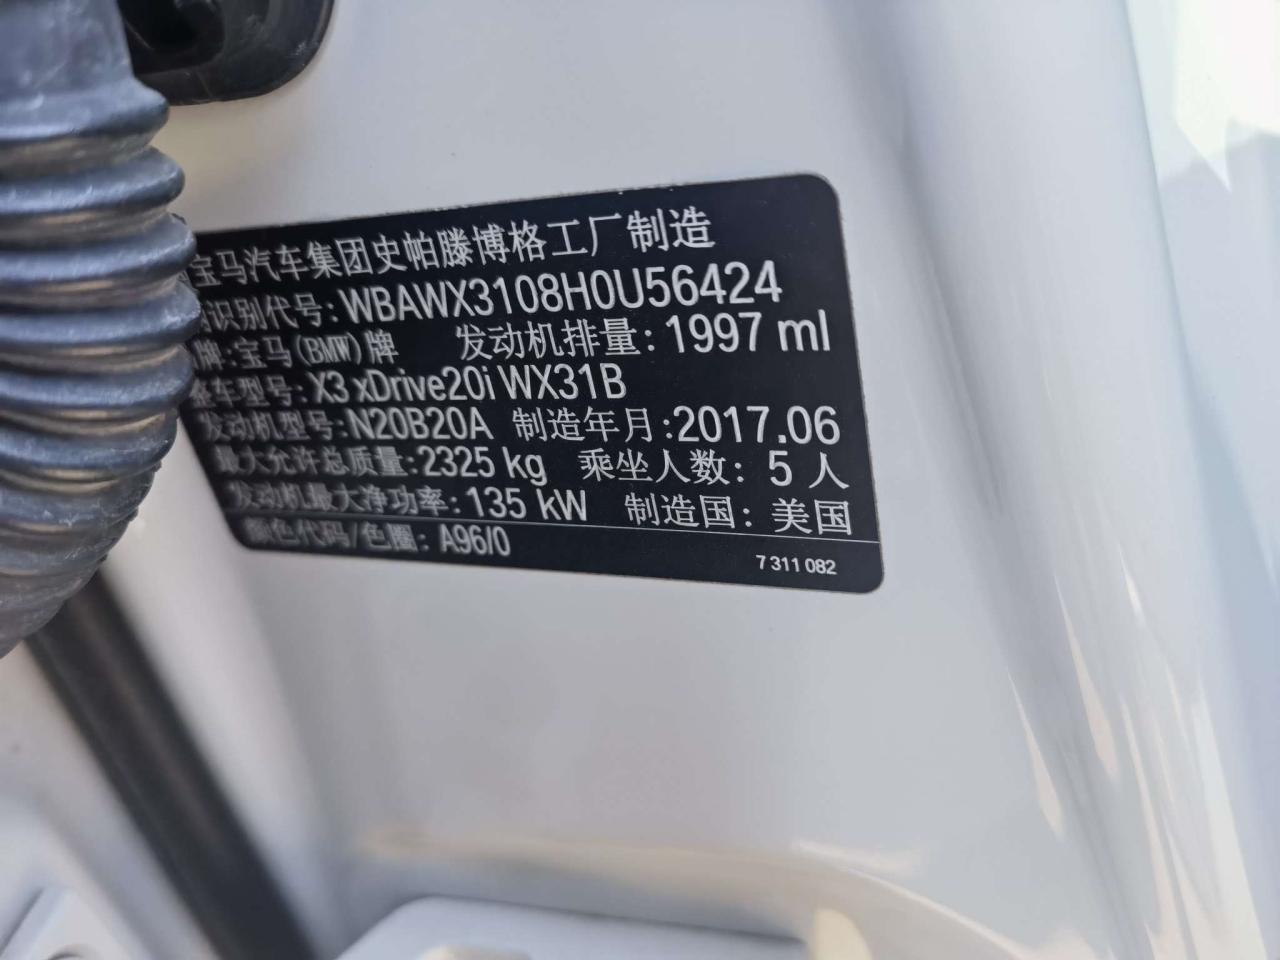 宝马汽车集团史帕滕博格工厂制造
识别代号: WBAWX3108H0U56424
牌:宝马(BMW)牌 发动机排量: 1997 ml
车型号: X3 xDrive20i WX31B
发动机型号:N20B20A 制造年月:2017.06
最大允许总质量:2325 kg 乘坐人数: 5 人
发动机最大净功率:135 kW 制造国: 美国
颜色代码/色圈: A96/0
7 311 082